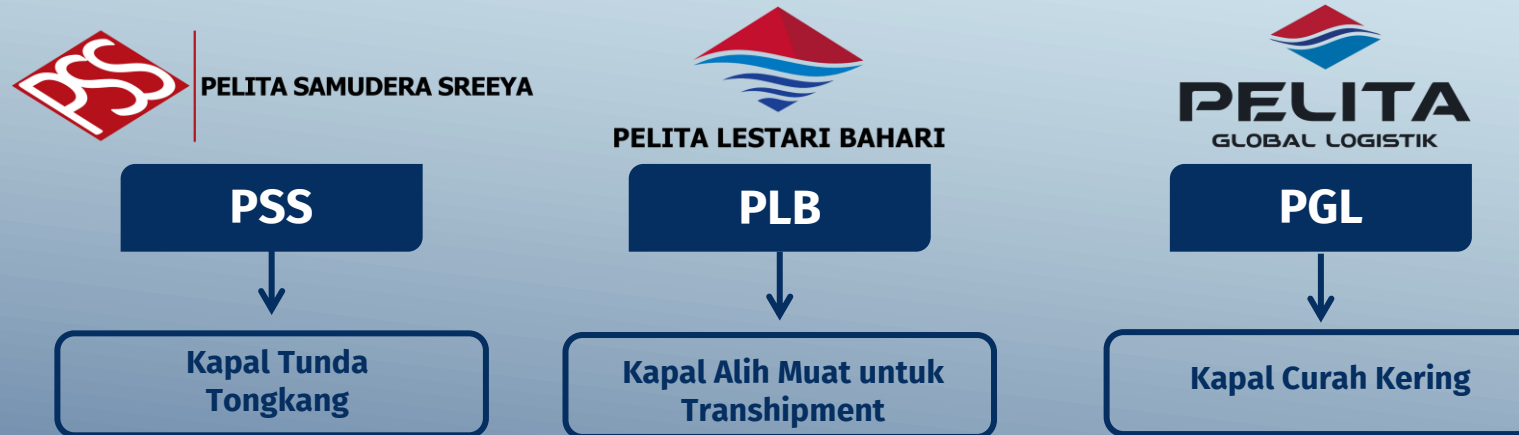 PSS
PELITA SAMUDERA SREEYA
PSS
Kapal Tunda
Tongkang
PELITA LESTARI BAHARI
PLB
Kapal Alih Muat untuk
Transhipment
PELITA
GLOBAL LOGISTIK
PGL
Kapal Curah Kering